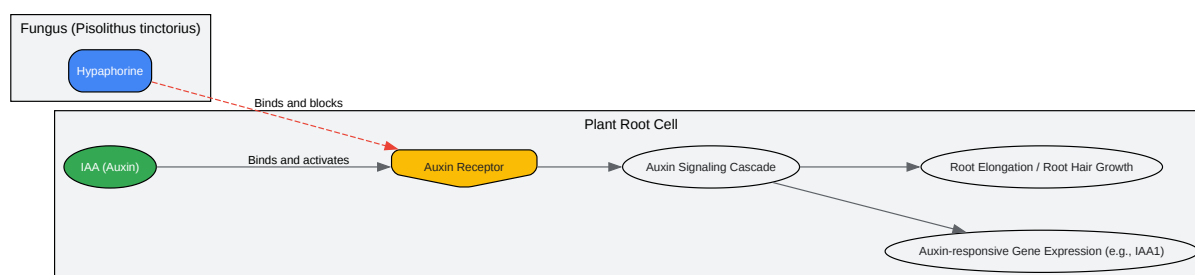 Fungus (Pisolithus tinctorius)
Hypaphorine
Binds and blocks
Plant Root Cell
IAA (Auxin)
Binds and activates
Auxin Receptor
Auxin Signaling Cascade
Root Elongation / Root Hair Growth
Auxin-responsive Gene Expression (e.g., IAA1)